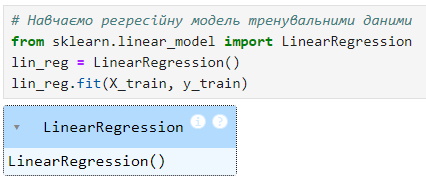 # Навчаємо регресійну модель тренувальними даними
from sklearn.linear_model import LinearRegression
lin_reg = LinearRegression()
lin_reg.fit(X_train, y_train)
▾ LinearRegression i ?
LinearRegression()